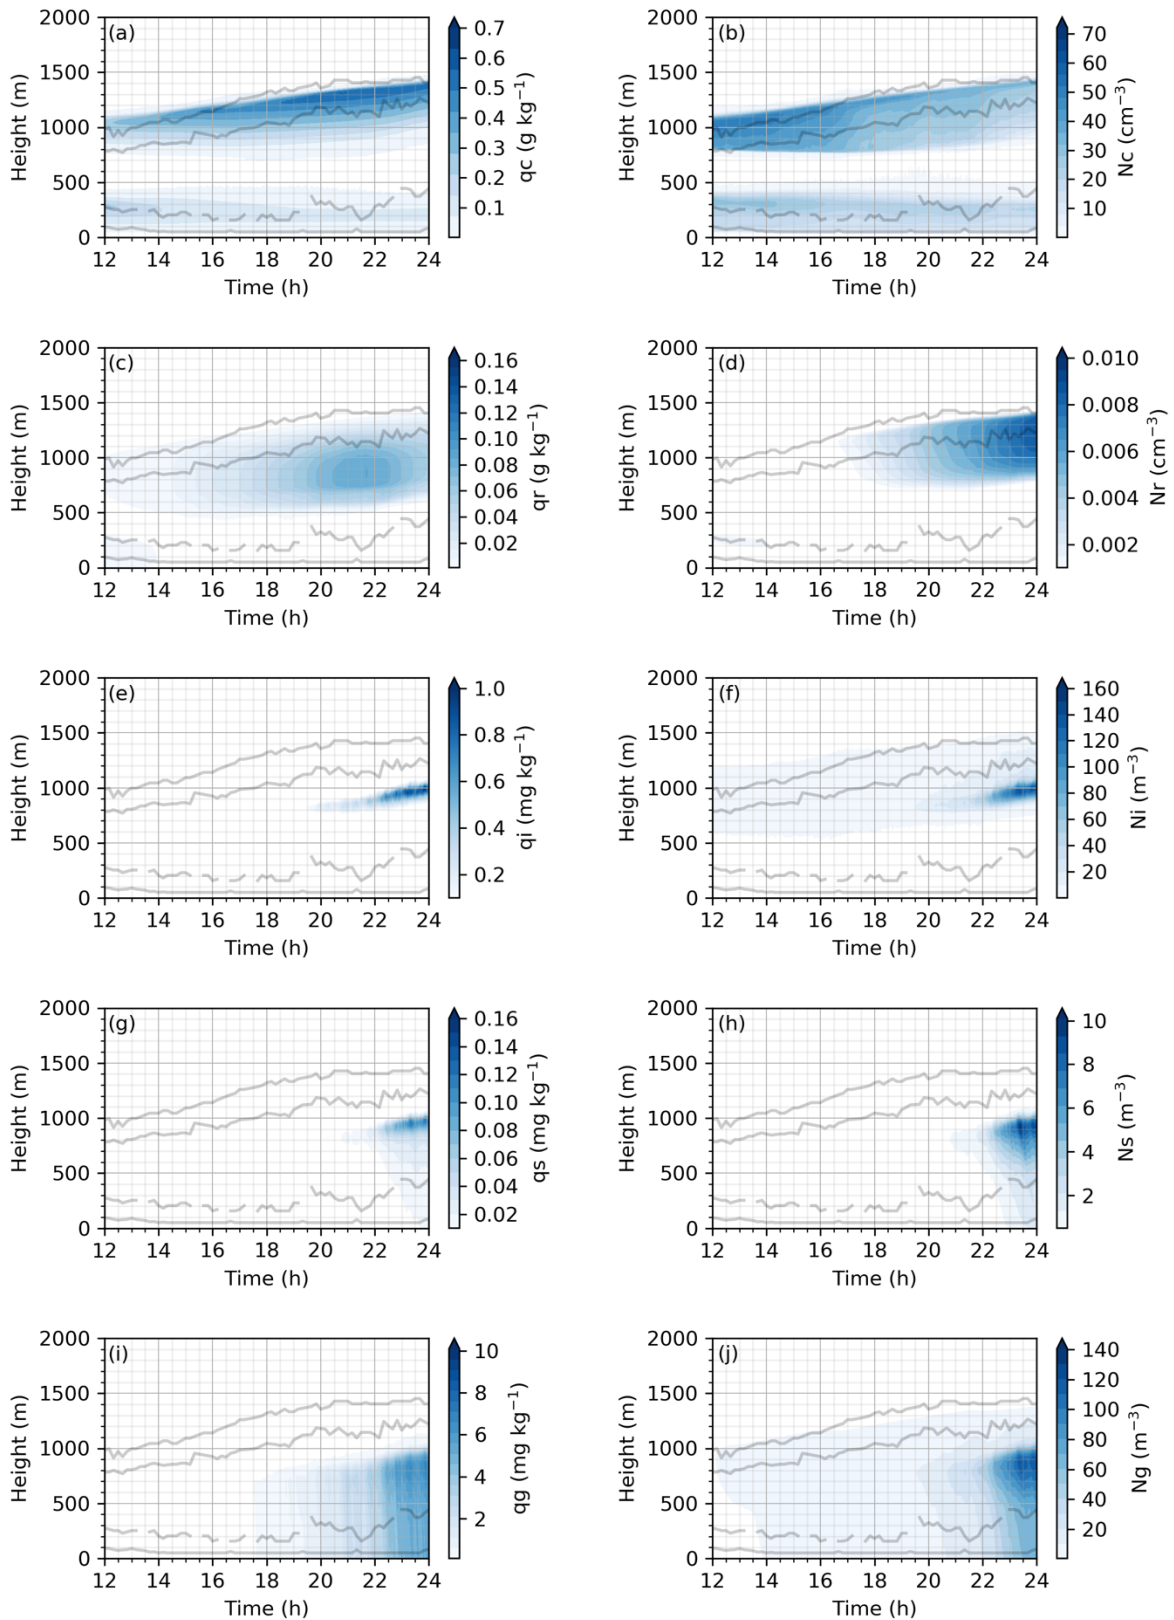 (a)
2000
1500
1000
500
0
Height (m)
12 14 16 18 20 22 24
Time (h)
0.7
0.6
0.5
0.4
0.3
0.2
0.1
qc (g kg⁻¹)
(b)
2000
1500
1000
500
0
Height (m)
12 14 16 18 20 22 24
Time (h)
70
60
50
40
30
20
10
Nc (cm⁻³)
(c)
2000
1500
1000
500
0
Height (m)
12 14 16 18 20 22 24
Time (h)
0.16
0.14
0.12
0.10
0.08
0.06
0.04
0.02
qr (g kg⁻¹)
(d)
2000
1500
1000
500
0
Height (m)
12 14 16 18 20 22 24
Time (h)
0.010
0.008
0.006
0.004
0.002
Nr (cm⁻³)
(e)
2000
1500
1000
500
0
Height (m)
12 14 16 18 20 22 24
Time (h)
1.0
0.8
0.6
0.4
0.2
qi (mg kg⁻¹)
(f)
2000
1500
1000
500
0
Height (m)
12 14 16 18 20 22 24
Time (h)
160
140
120
100
80
60
40
20
Ni (m⁻³)
(g)
2000
1500
1000
500
0
Height (m)
12 14 16 18 20 22 24
Time (h)
0.16
0.14
0.12
0.10
0.08
0.06
0.04
0.02
qs (mg kg⁻¹)
(h)
2000
1500
1000
500
0
Height (m)
12 14 16 18 20 22 24
Time (h)
10
8
6
4
2
Ns (m⁻³)
(i)
2000
1500
1000
500
0
Height (m)
12 14 16 18 20 22 24
Time (h)
10
8
6
4
2
qg (mg kg⁻¹)
(j)
2000
1500
1000
500
0
Height (m)
12 14 16 18 20 22 24
Time (h)
140
120
100
80
60
40
20
Ng (m⁻³)